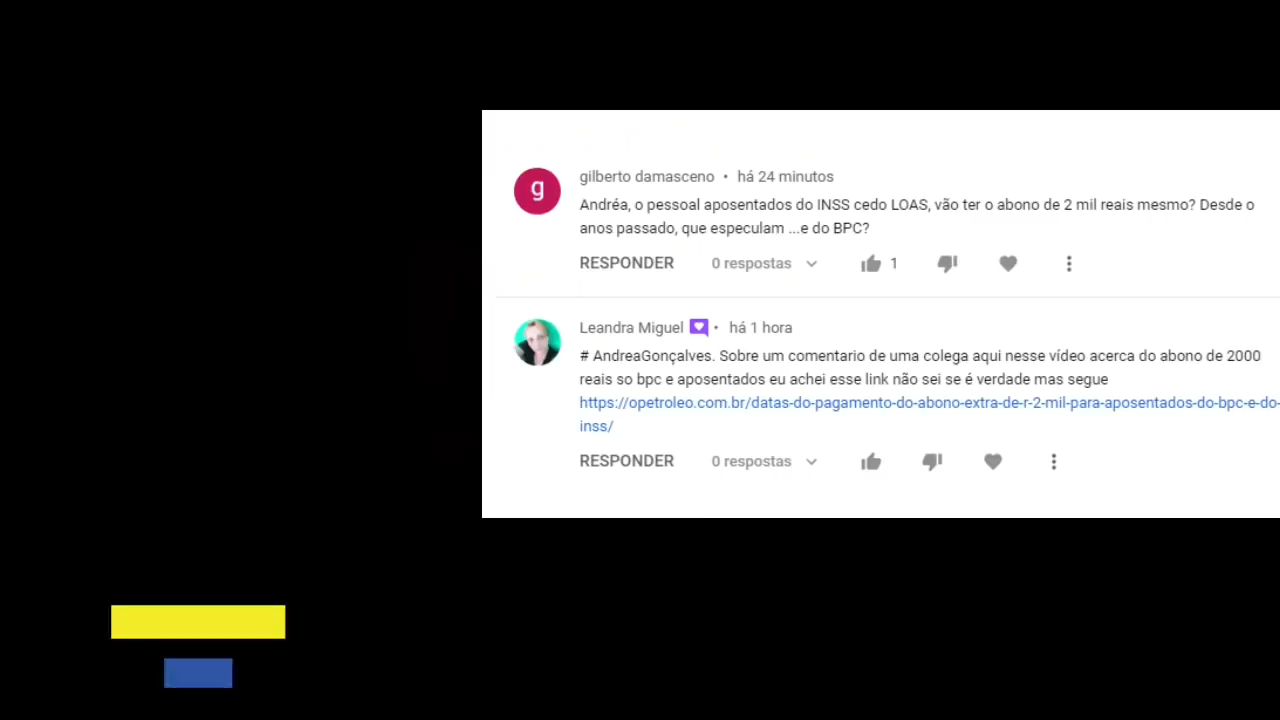 g
gilberto damasceno • há 24 minutos
Andréa, o pessoal aposentados do INSS cedo LOAS, vão ter o abono de 2 mil reais mesmo? Desde o
anos passado, que especulam ...e do BPC?
RESPONDER 0 respostas 1
Leandra Miguel • há 1 hora
# AndreaGonçalves. Sobre um comentario de uma colega aqui nesse vídeo acerca do abono de 2000
reais so bpc e aposentados eu achei esse link não sei se é verdade mas segue
https://opetroleo.com.br/datas-do-pagamento-do-abono-extra-de-r-2-mil-para-aposentados-do-bpc-e-do-
inss/
RESPONDER 0 respostas